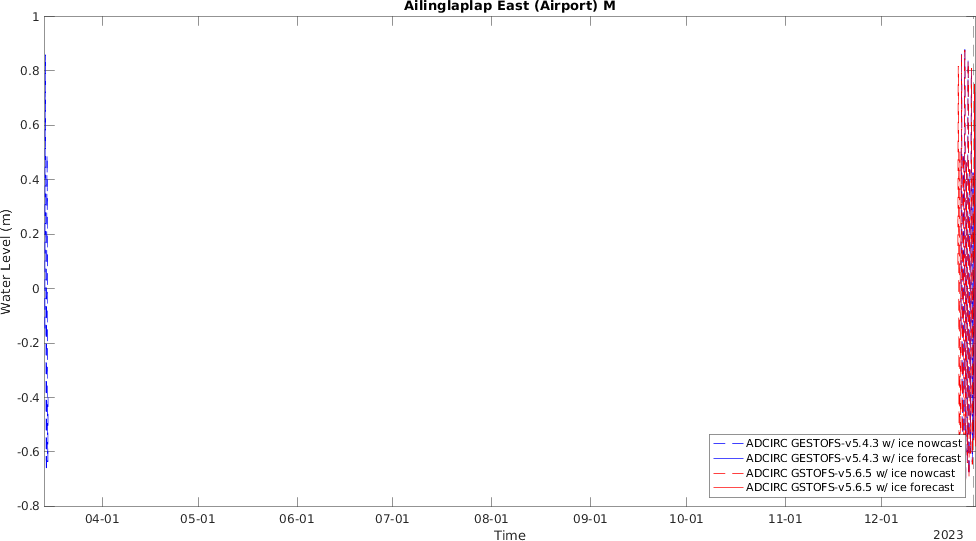 Ailinglaplap East (Airport) M
Water Level (m)
1
0.8
0.6
0.4
0.2
0
-0.2
-0.4
-0.6
-0.8
ADCIRC GESTOFS-v5.4.3 w/ ice nowcast
ADCIRC GESTOFS-v5.4.3 w/ ice forecast
ADCIRC GSTOFS-v5.6.5 w/ ice nowcast
ADCIRC GSTOFS-v5.6.5 w/ ice forecast
04-01 05-01 06-01 07-01 08-01 09-01 10-01 11-01 12-01
Time
2023